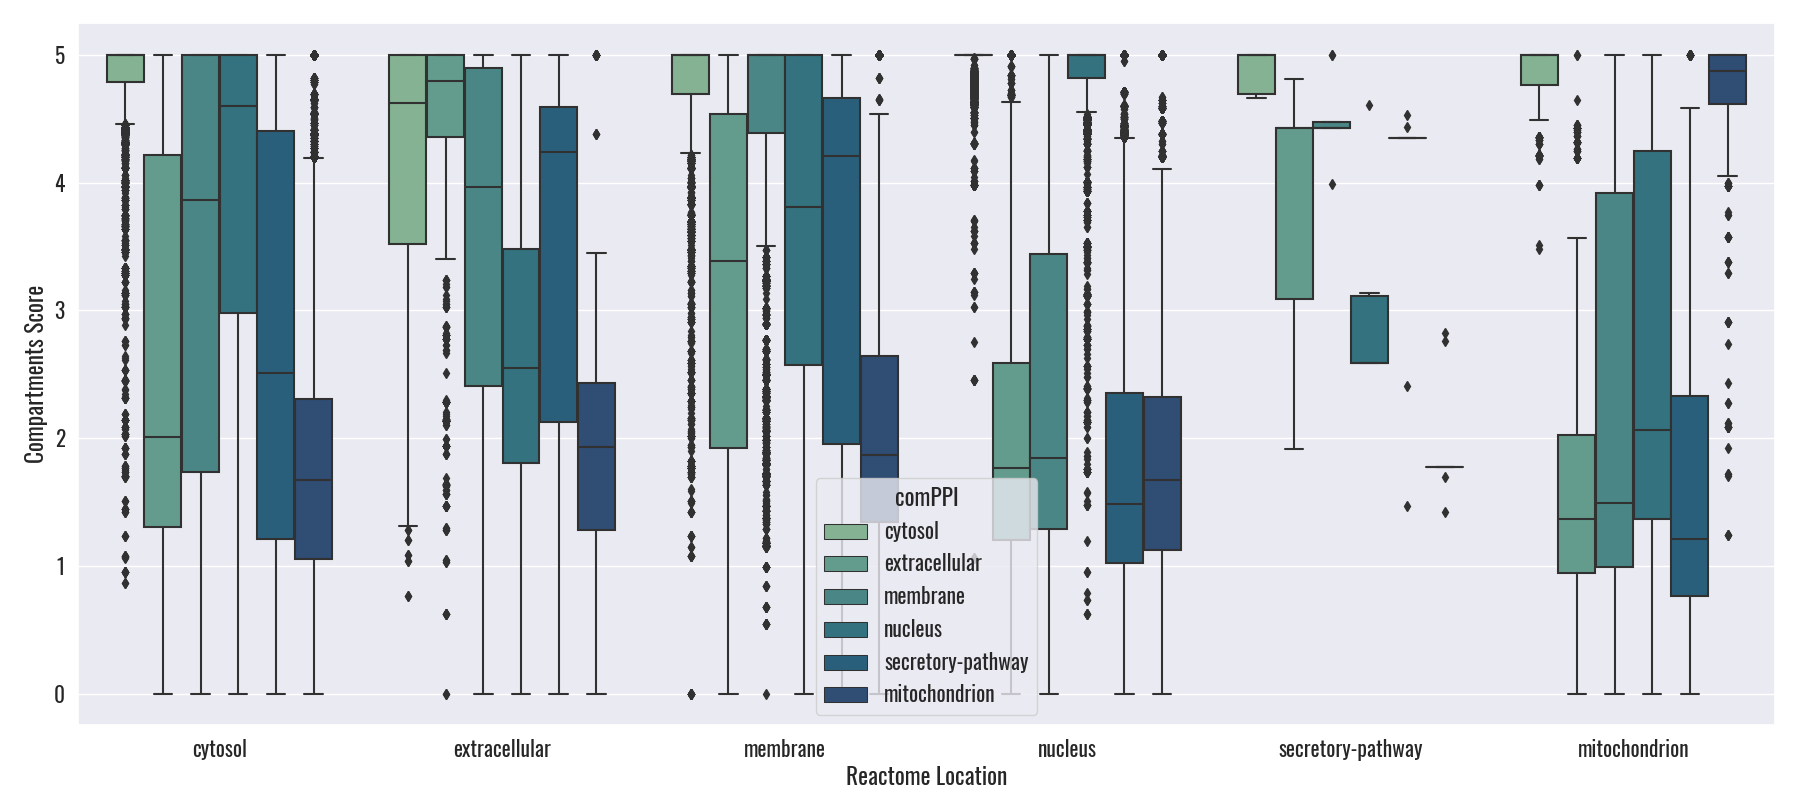 Compartments Score
5
4
3
2
1
0
comPPI
cytosol
extracellular
membrane
nucleus
secretory-pathway
mitochondrion
cytosol extracellular membrane nucleus secretory-pathway mitochondrion
Reactome Location